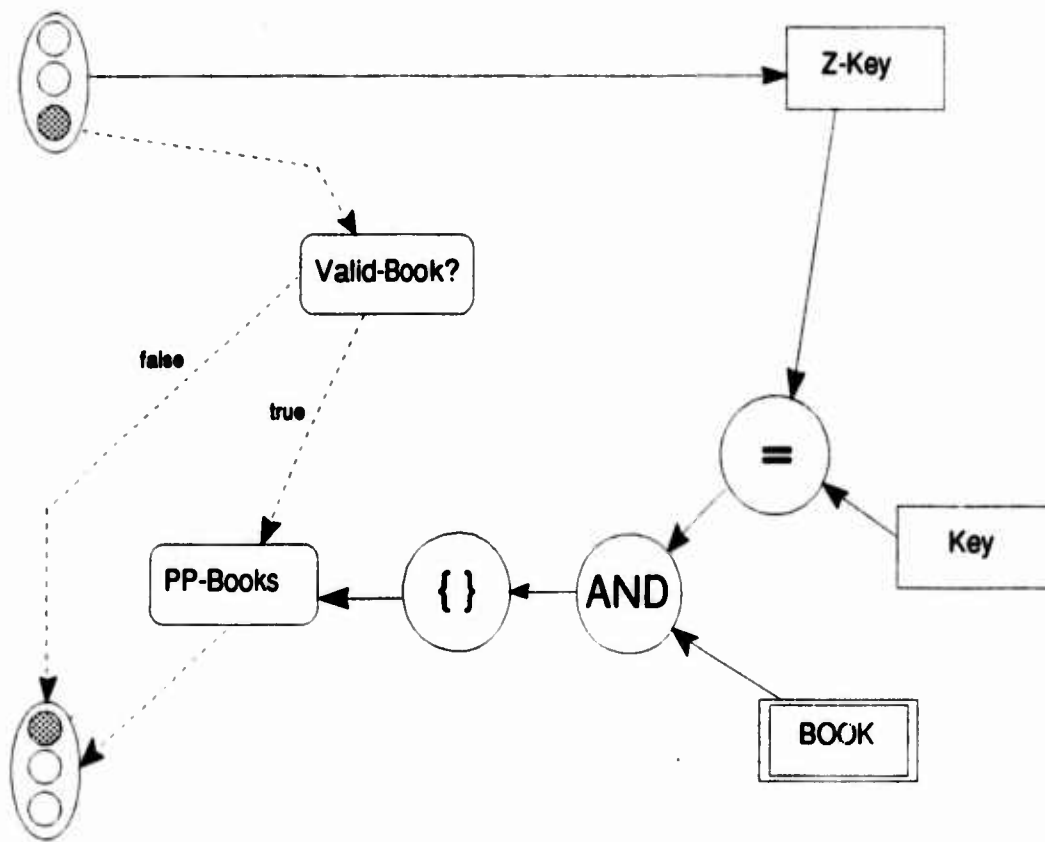 Z-Key
Valid-Book?
false
true
=
Key
PP-Books
{ }
AND
BOOK